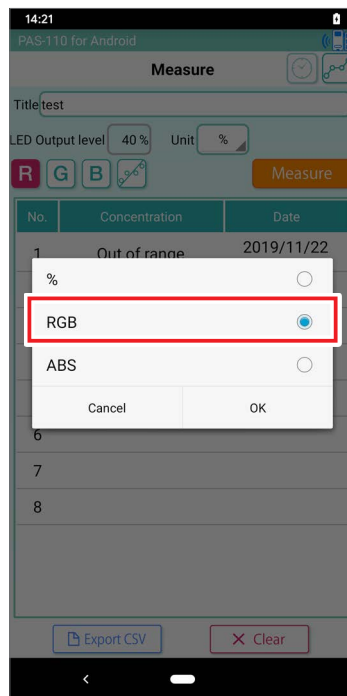 14:21
PAS-110 for Android
Measure
Title test
LED Output level 40 % Unit %
R G B Measure
No. Concentration Date
1 Out of range 2019/11/22
%
RGB
ABS
Cancel OK
6
7
8
Export CSV Clear